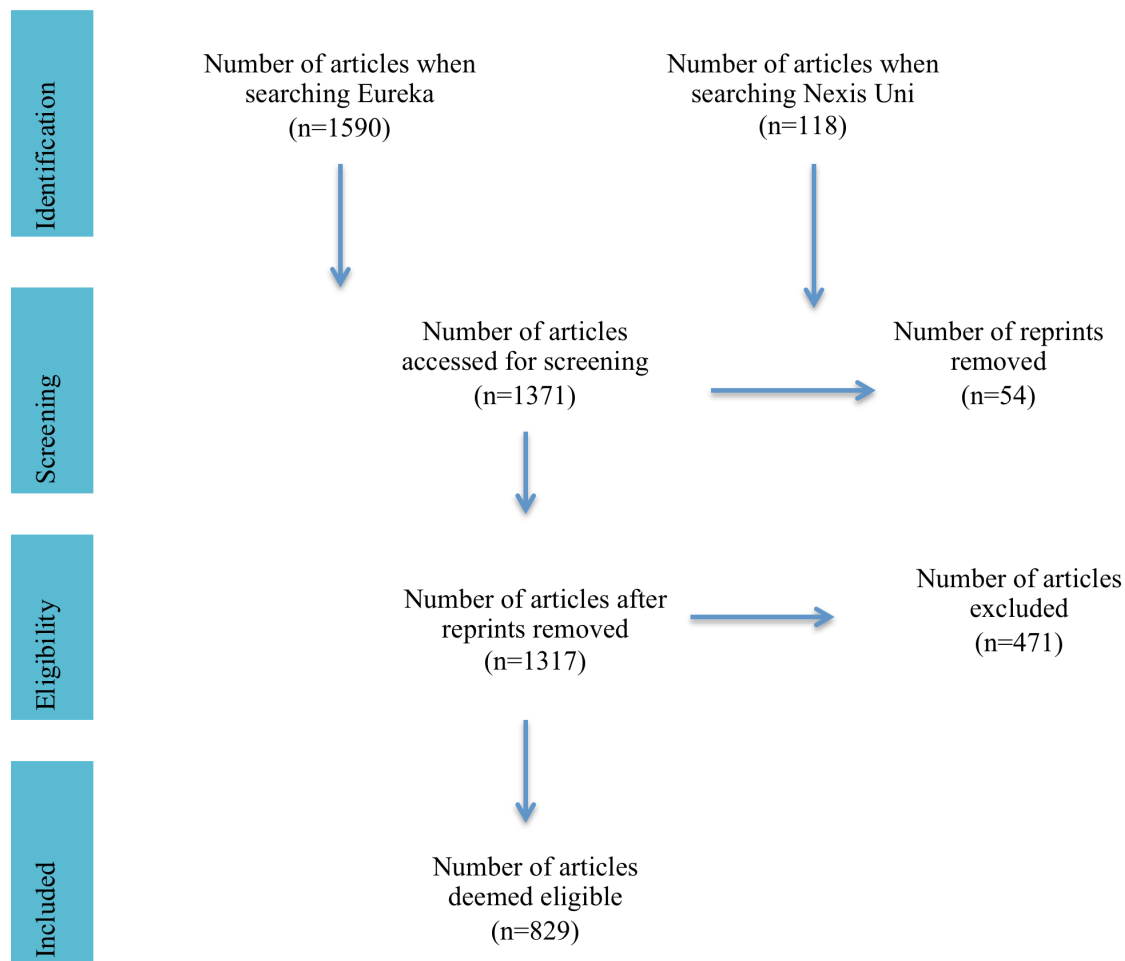 Identification
Number of articles when
searching Eureka
(n=1590)
Number of articles when
searching Nexis Uni
(n=118)
Screening
Number of articles
accessed for screening
(n=1371)
Number of reprints
removed
(n=54)
Eligibility
Number of articles after
reprints removed
(n=1317)
Number of articles
excluded
(n=471)
Included
Number of articles
deemed eligible
(n=829)